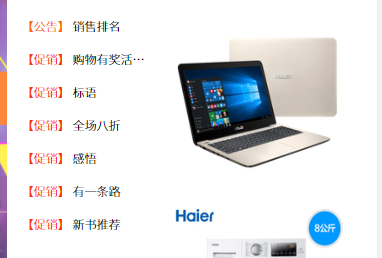 【公告】 销售排名
【促销】 购物有奖活…
【促销】 标语
【促销】 全场八折
【促销】 感悟
【促销】 有一条路
【促销】 新书推荐
ASUS
Haier
8公斤